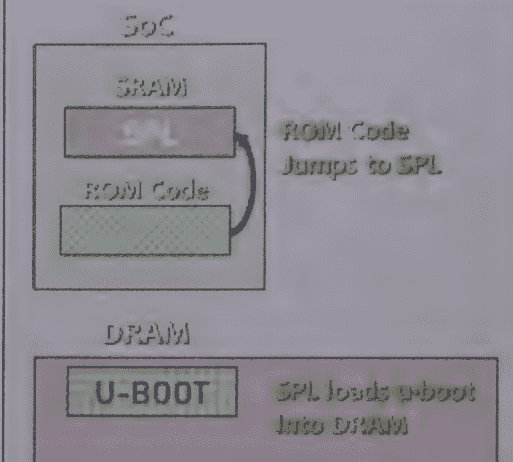 SoC
SRAM
SPL
ROM Code
Jumps to SPL
ROM Code
DRAM
U-BOOT
SPL loads u-boot
into DRAM